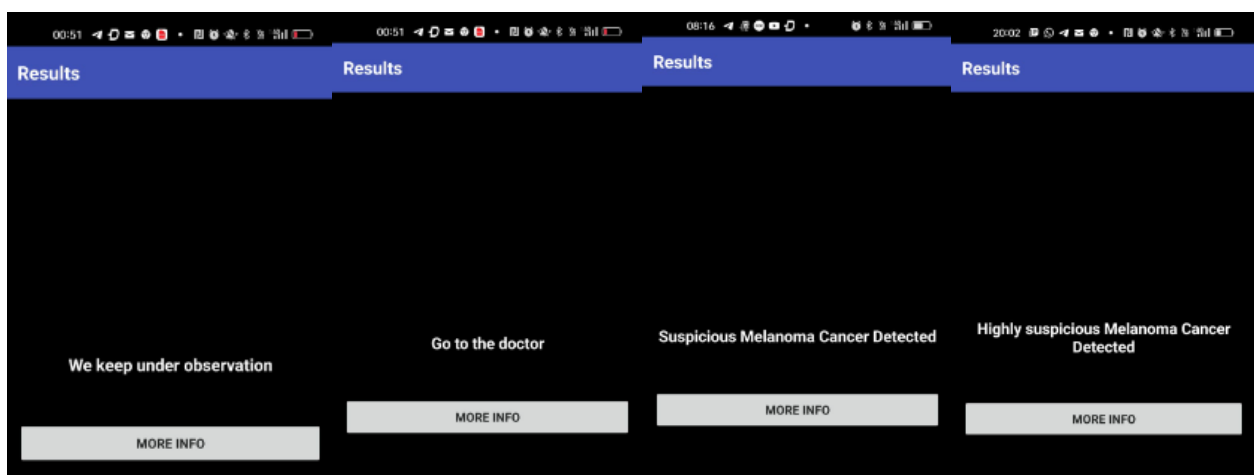 00:51
Results
We keep under observation
MORE INFO
00:51
Results
Go to the doctor
MORE INFO
08:16
Results
Suspicious Melanoma Cancer Detected
MORE INFO
20:02
Results
Highly suspicious Melanoma Cancer
Detected
MORE INFO